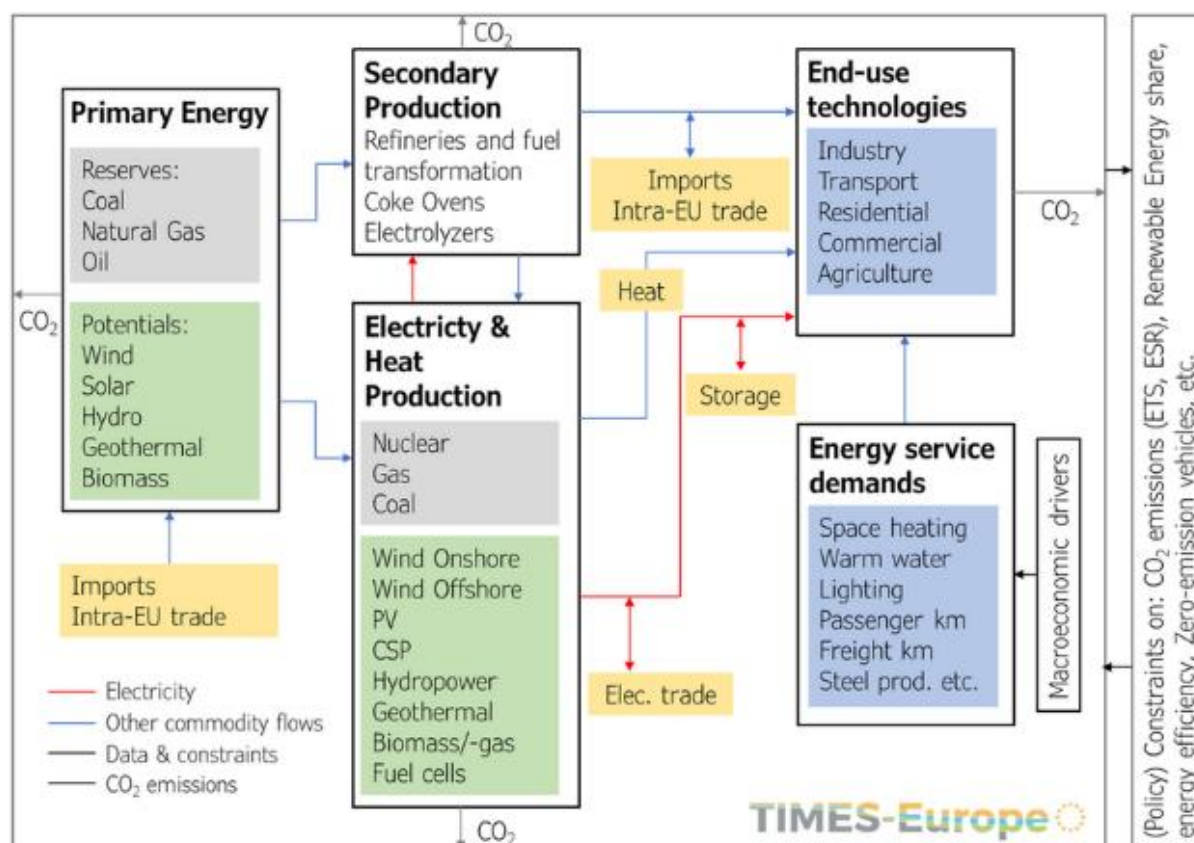 CO₂
Primary Energy
Reserves:
Coal
Natural Gas
Oil
Potentials:
Wind
Solar
Hydro
Geothermal
Biomass
CO₂
Imports
Intra-EU trade
Secondary
Production
Refineries and fuel
transformation
Coke Ovens
Electrolyzers
Electricty &
Heat
Production
Nuclear
Gas
Coal
Wind Onshore
Wind Offshore
PV
CSP
Hydropower
Geothermal
Biomass/-gas
Fuel cells
CO₂
Imports
Intra-EU trade
Heat
Storage
Elec. trade
End-use
technologies
Industry
Transport
Residential
Commercial
Agriculture
CO₂
Energy service
demands
Space heating
Warm water
Lighting
Passenger km
Freight km
Steel prod. etc.
Macroeconomic drivers
(Policy) Constraints on: CO₂ emissions (ETS, ESR), Renewable Energy share,
energy efficiency, Zero-emission vehicles, etc.
Electricity
Other commodity flows
Data & constraints
CO₂ emissions
TIMES-Europe